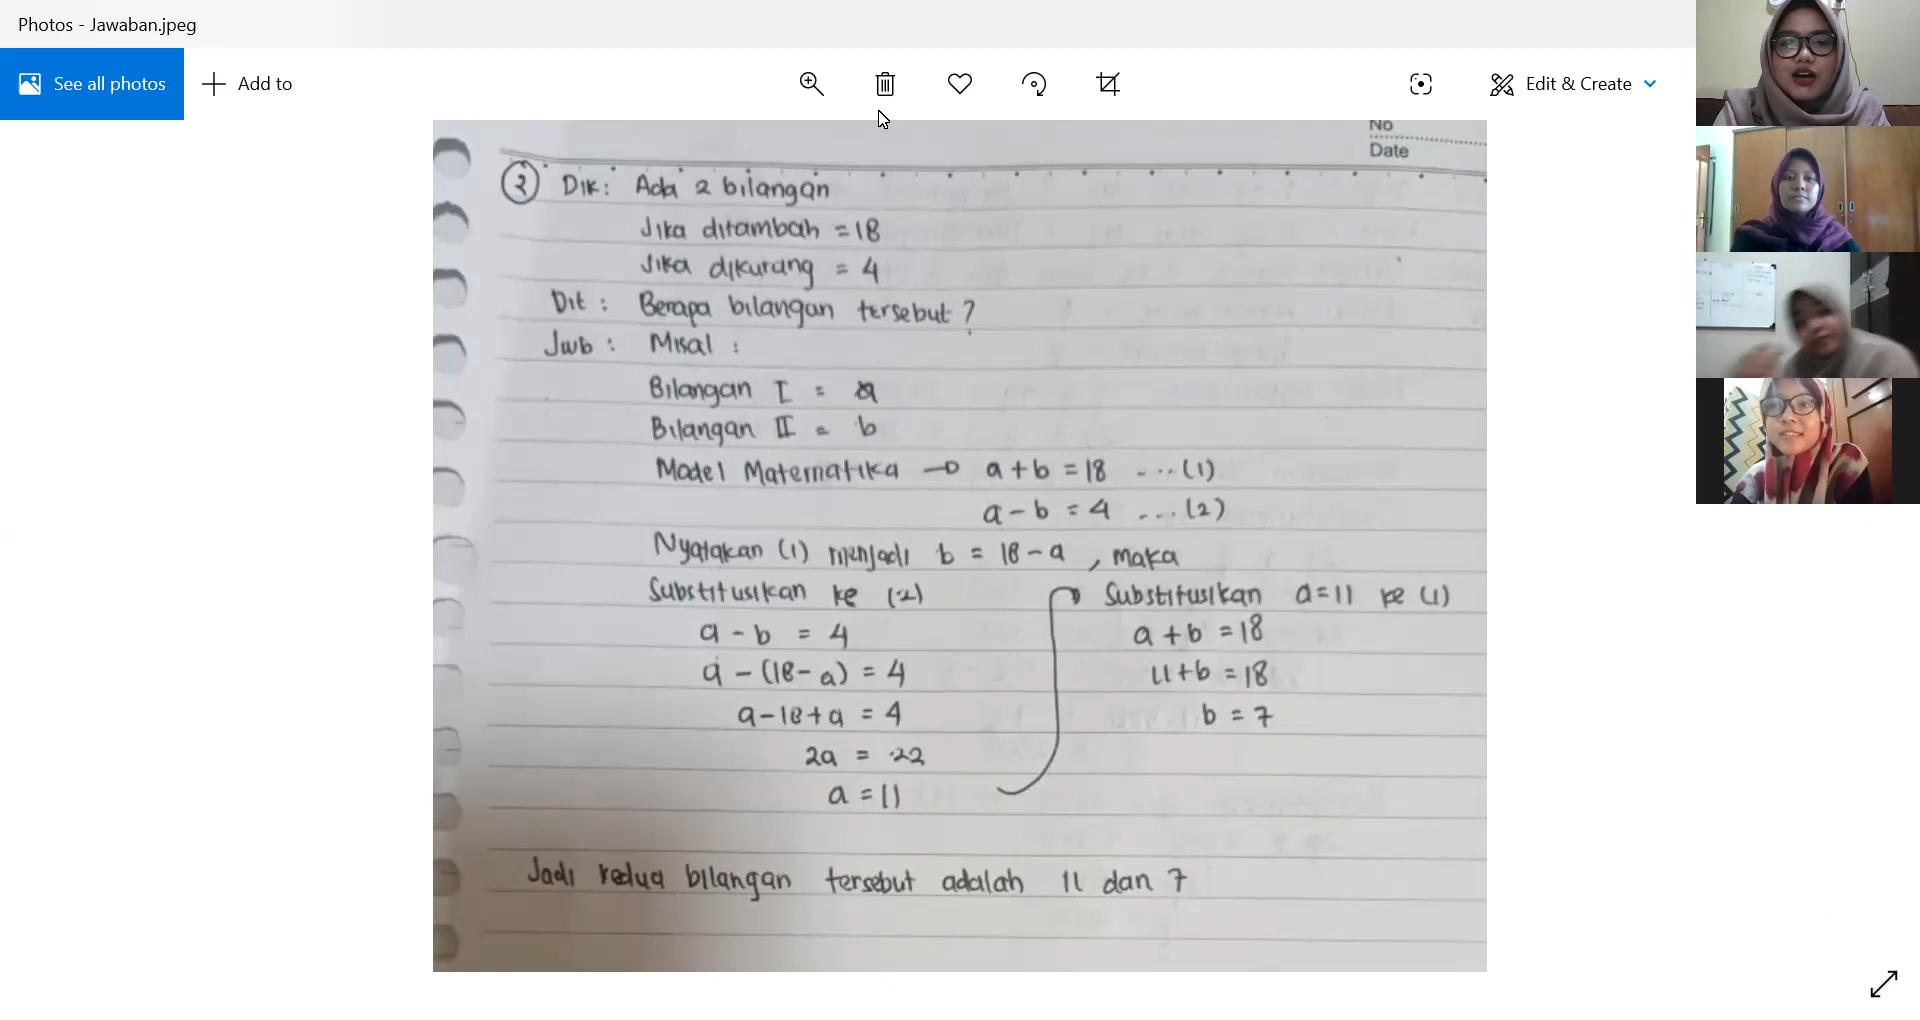 Photos - Jawaban.jpeg
See all photos
Add to
Edit & Create
No
Date
2 Dik: Ada 2 bilangan
Jika ditambah = 18
Jika dikurang = 4
Dit : Berapa bilangan tersebut ?
Jwb : Misal :
Bilangan I = a
Bilangan II = b
Model Matematika → a + b = 18 ... (1)
a - b = 4 ... (2)
Nyatakan (1) menjadi b = 18 - a , maka
Substitusikan ke (2)
a - b = 4
a - (18 - a) = 4
a - 18 + a = 4
2a = 22
a = 11
Substitusikan a = 11 ke (1)
a + b = 18
11 + b = 18
b = 7
Jadi kedua bilangan tersebut adalah 11 dan 7